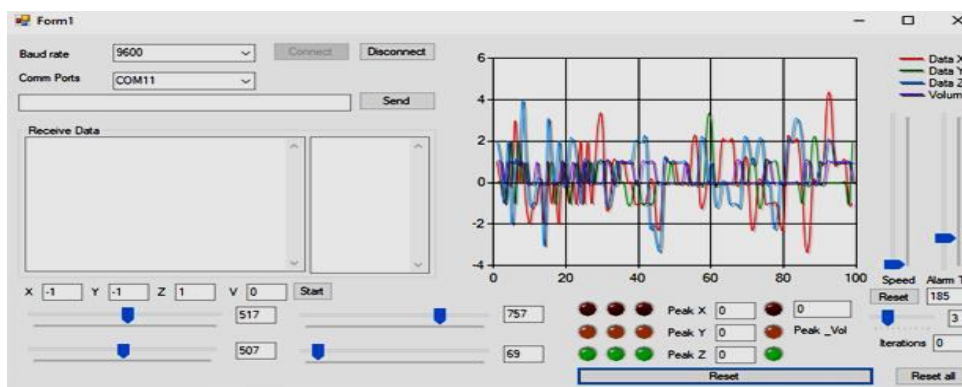 Form1
Baud rate 9600 Connect Disconnect
Comm Ports COM11
Send
Receive Data
6
4
2
0
-2
-4
0 20 40 60 80 100
Data X
Data Y
Data Z
Volum
Speed Alarm T
Reset 185
3
Iterations 0
X -1 Y -1 Z 1 V 0 Start
517 757
507 69
Peak X 0 0
Peak Y 0 Peak _Vol
Peak Z 0
Reset Reset all